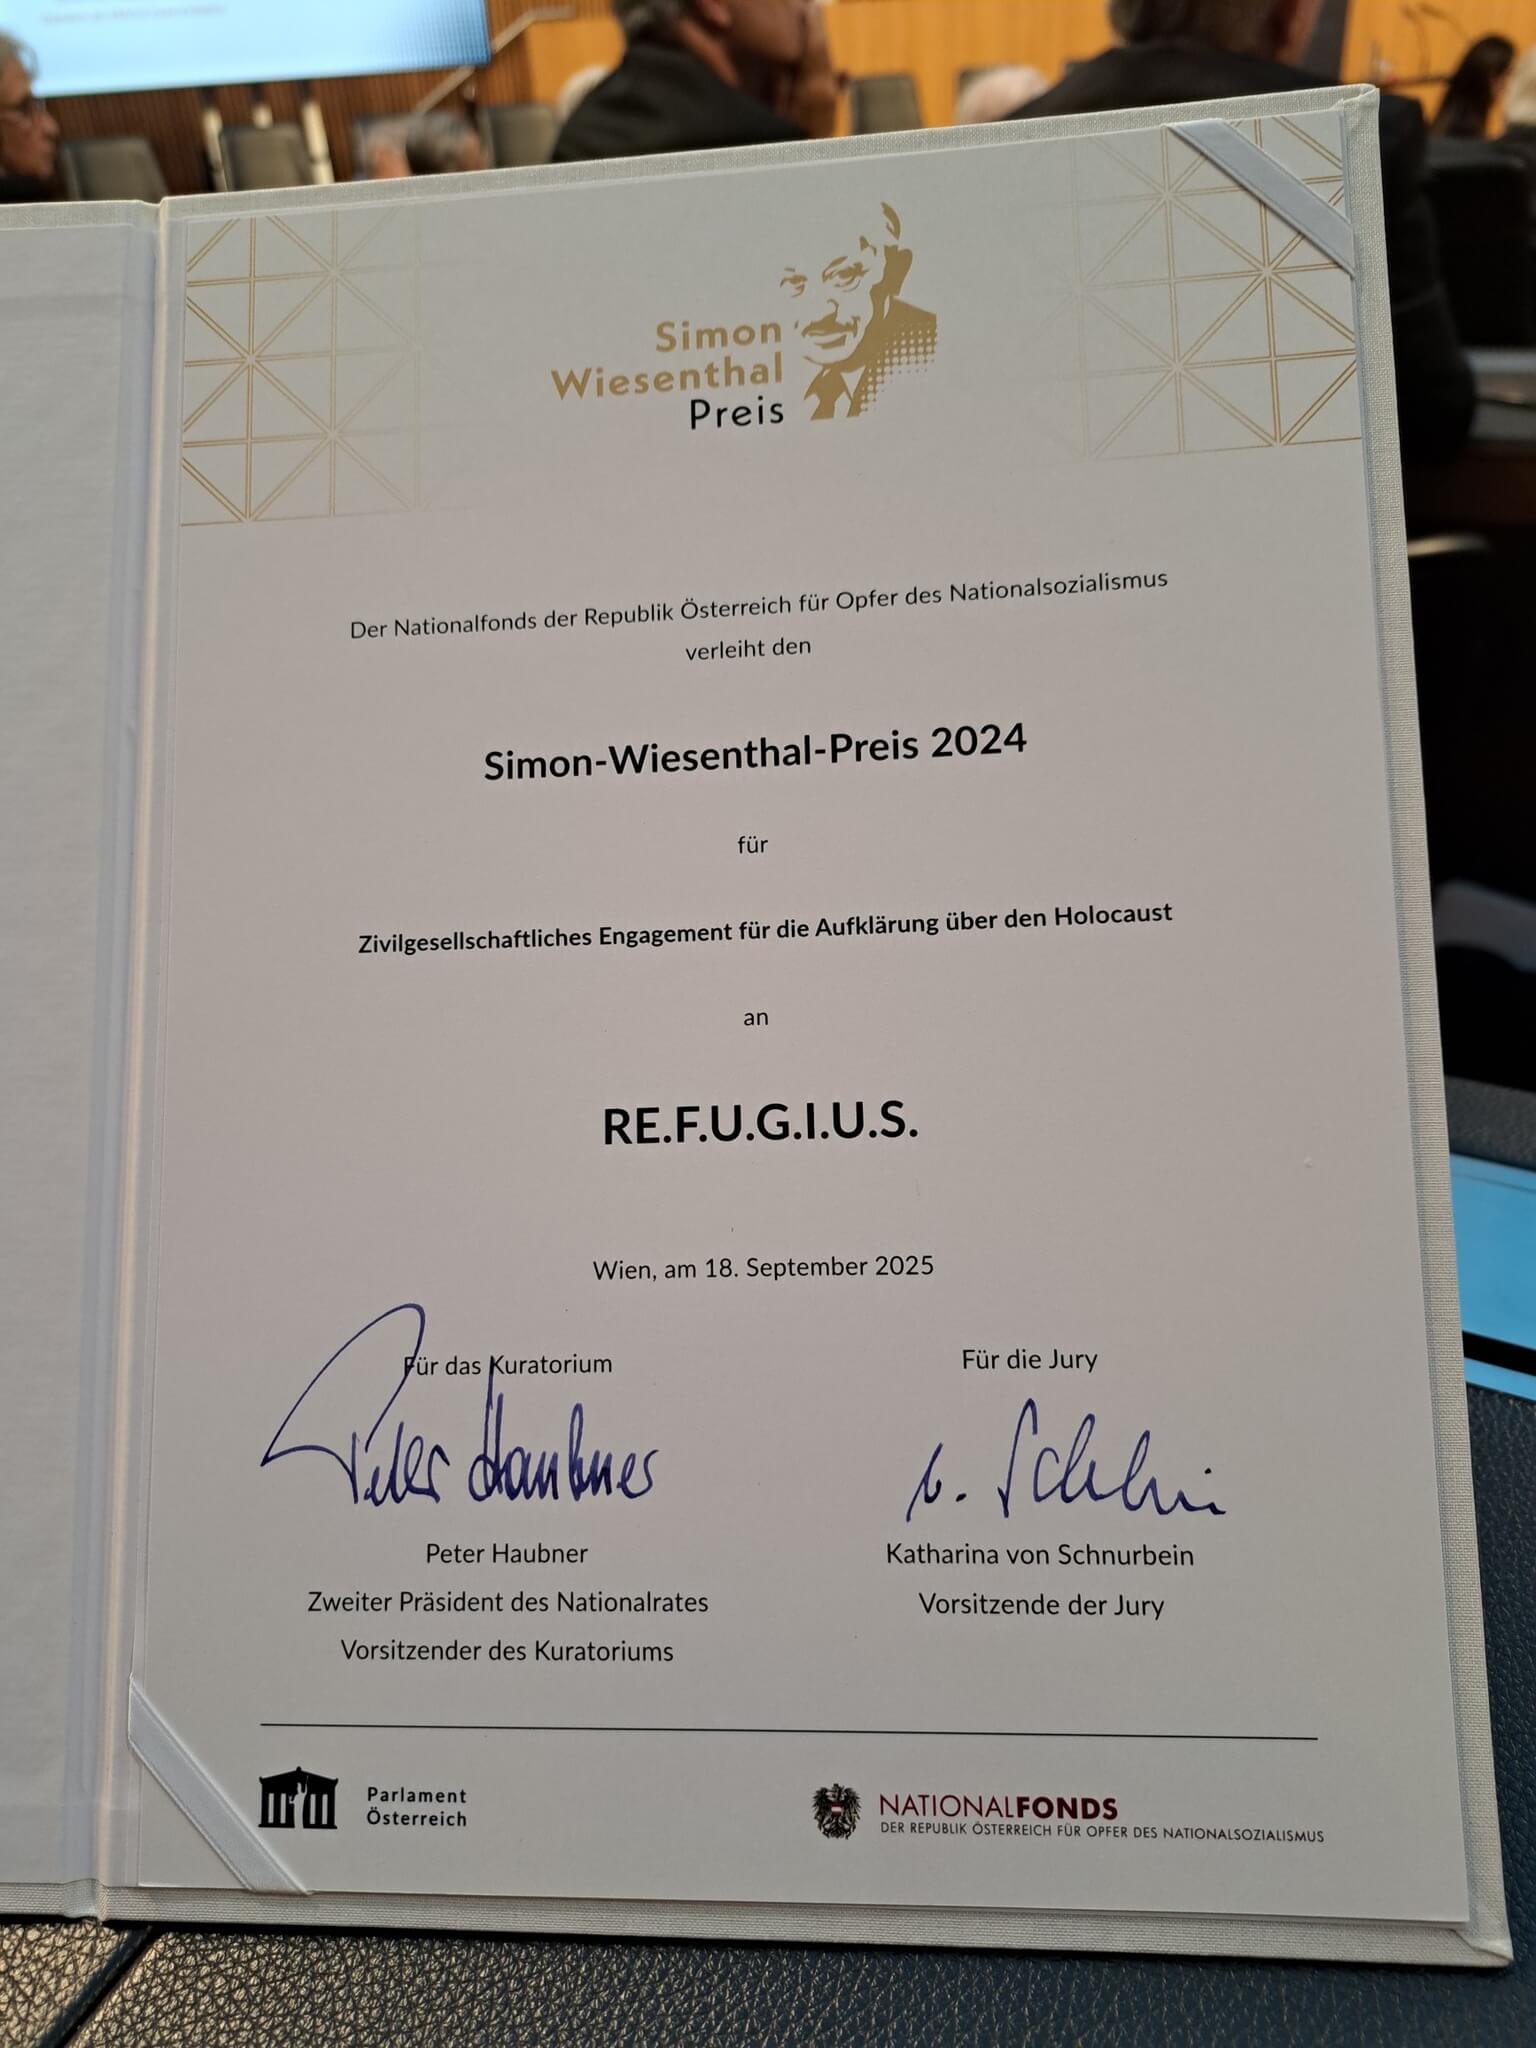 Simon
Wiesenthal
Preis
Der Nationalfonds der Republik Österreich für Opfer des Nationalsozialismus
verleiht den
Simon-Wiesenthal-Preis 2024
für
Zivilgesellschaftliches Engagement für die Aufklärung über den Holocaust
an
RE.F.U.G.I.U.S.
Wien, am 18. September 2025
Für das Kuratorium
Für die Jury
Peter Haubner
v. Schnurbein
Peter Haubner
Katharina von Schnurbein
Zweiter Präsident des Nationalrates
Vorsitzende der Jury
Vorsitzender des Kuratoriums
Parlament
Österreich
NATIONALFONDS
DER REPUBLIK ÖSTERREICH FÜR OPFER DES NATIONALSOZIALISMUS